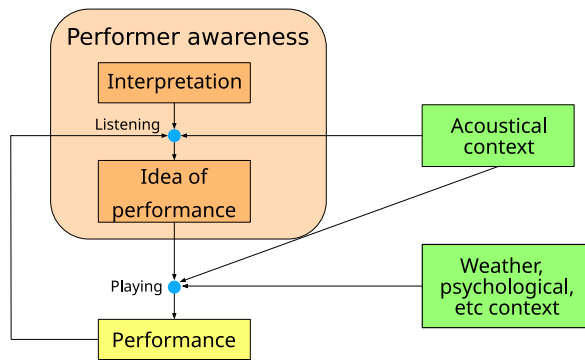 Performer awareness
Interpretation
Listening
Idea of
performance
Acoustical
context
Playing
Weather,
psychological,
etc context
Performance